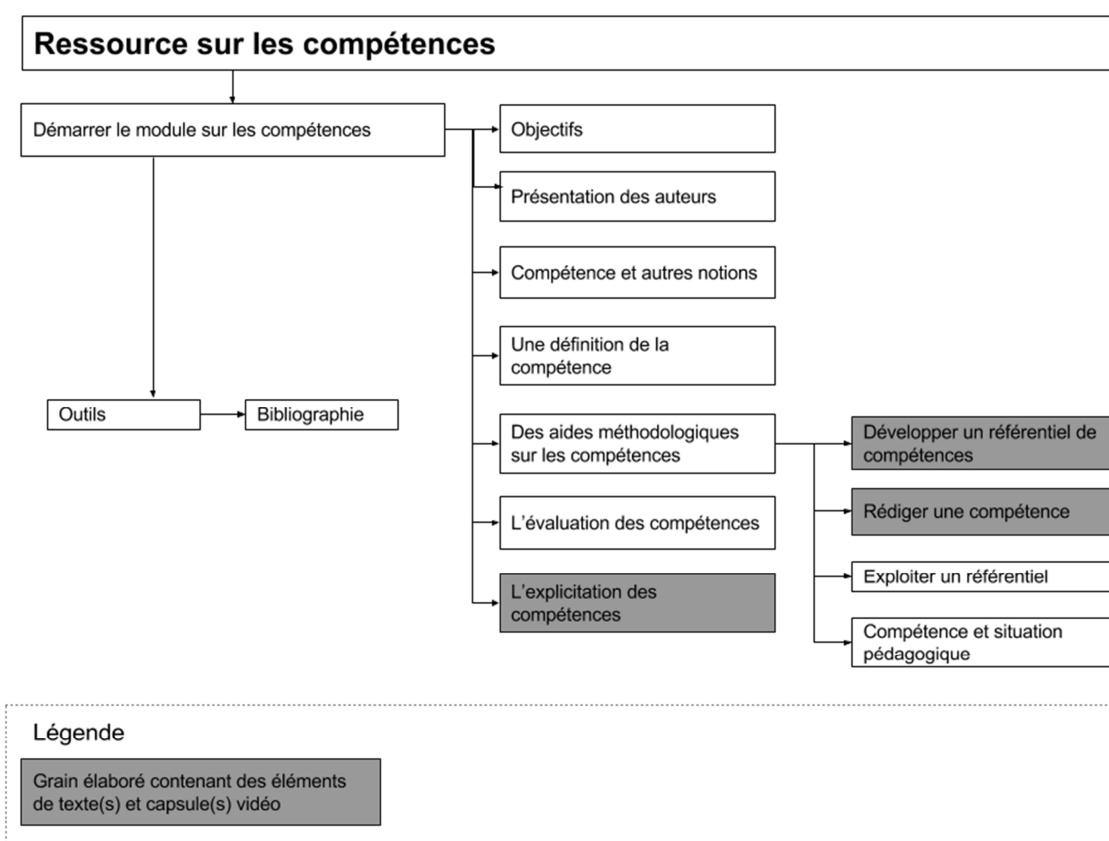 Ressource sur les compétences
Démarrer le module sur les compétences
Objectifs
Présentation des auteurs
Compétence et autres notions
Une définition de la
compétence
Outils
Bibliographie
Des aides méthodologiques
sur les compétences
Développer un référentiel de
compétences
Rédiger une compétence
L'évaluation des compétences
Exploiter un référentiel
L'explicitation des
compétences
Compétence et situation
pédagogique
Légende
Grain élaboré contenant des éléments
de texte(s) et capsule(s) vidéo